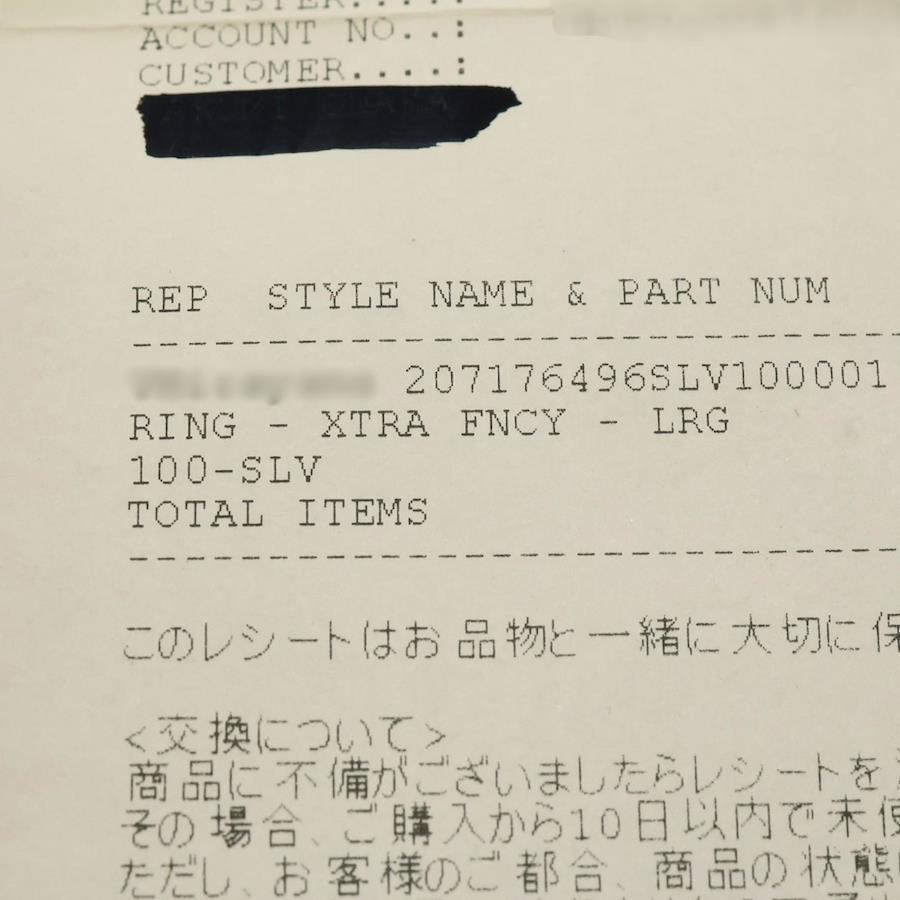 REGISTER.....:
ACCOUNT NO..:
CUSTOMER....:
REP STYLE NAME & PART NUM
207176496SLV100001
RING - XTRA FNCY - LRG
100-SLV
TOTAL ITEMS
このレシートはお品物と一緒に大切に保
<交換について>
商品に不備がございましたらレシートを
その場合、ご購入から10日以内で未使
ただし、お客様のご都合、商品の状態